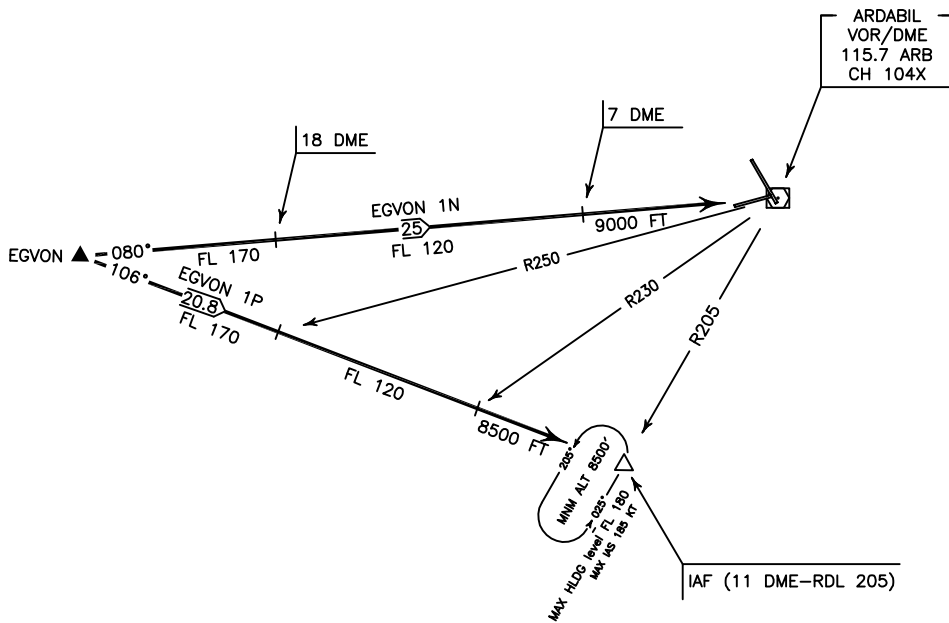 ARDABIL
VOR/DME
115.7 ARB
CH 104X
7 DME
18 DME
EGVON 1N
25
FL 120
9000 FT
FL 170
080°
EGVON
106°
EGVON 1P
20.8
FL 170
R250
R230
R205
FL 120
8500 FT
205°
MNM ALT 8500'
025°
MAX HLDG level FL 180
MAX IAS 185 KT
IAF (11 DME-RDL 205)